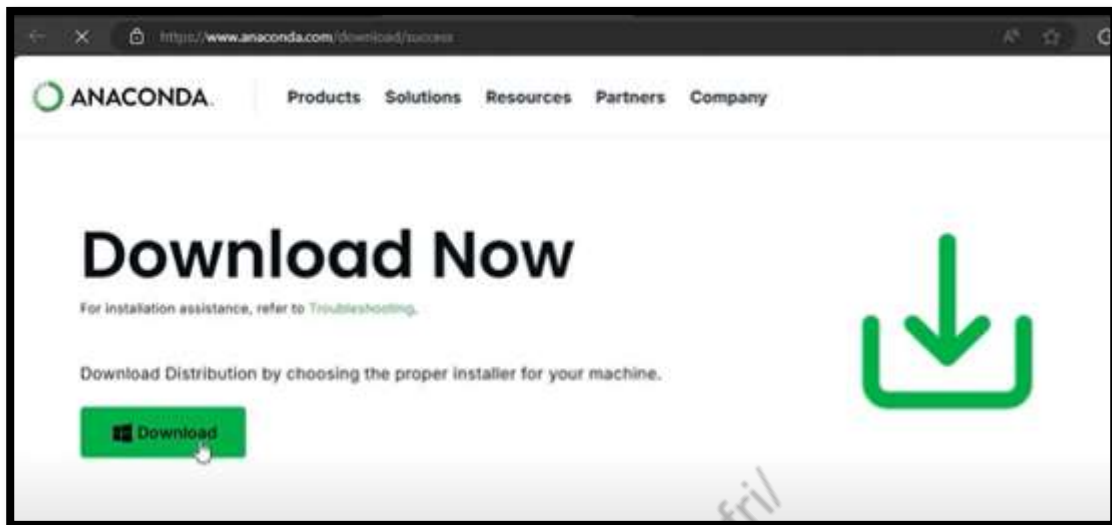 https://www.anaconda.com/download/success
ANACONDA.
Products Solutions Resources Partners Company
Download Now
For installation assistance, refer to Troubleshooting.
Download Distribution by choosing the proper installer for your machine.
Download
fri/